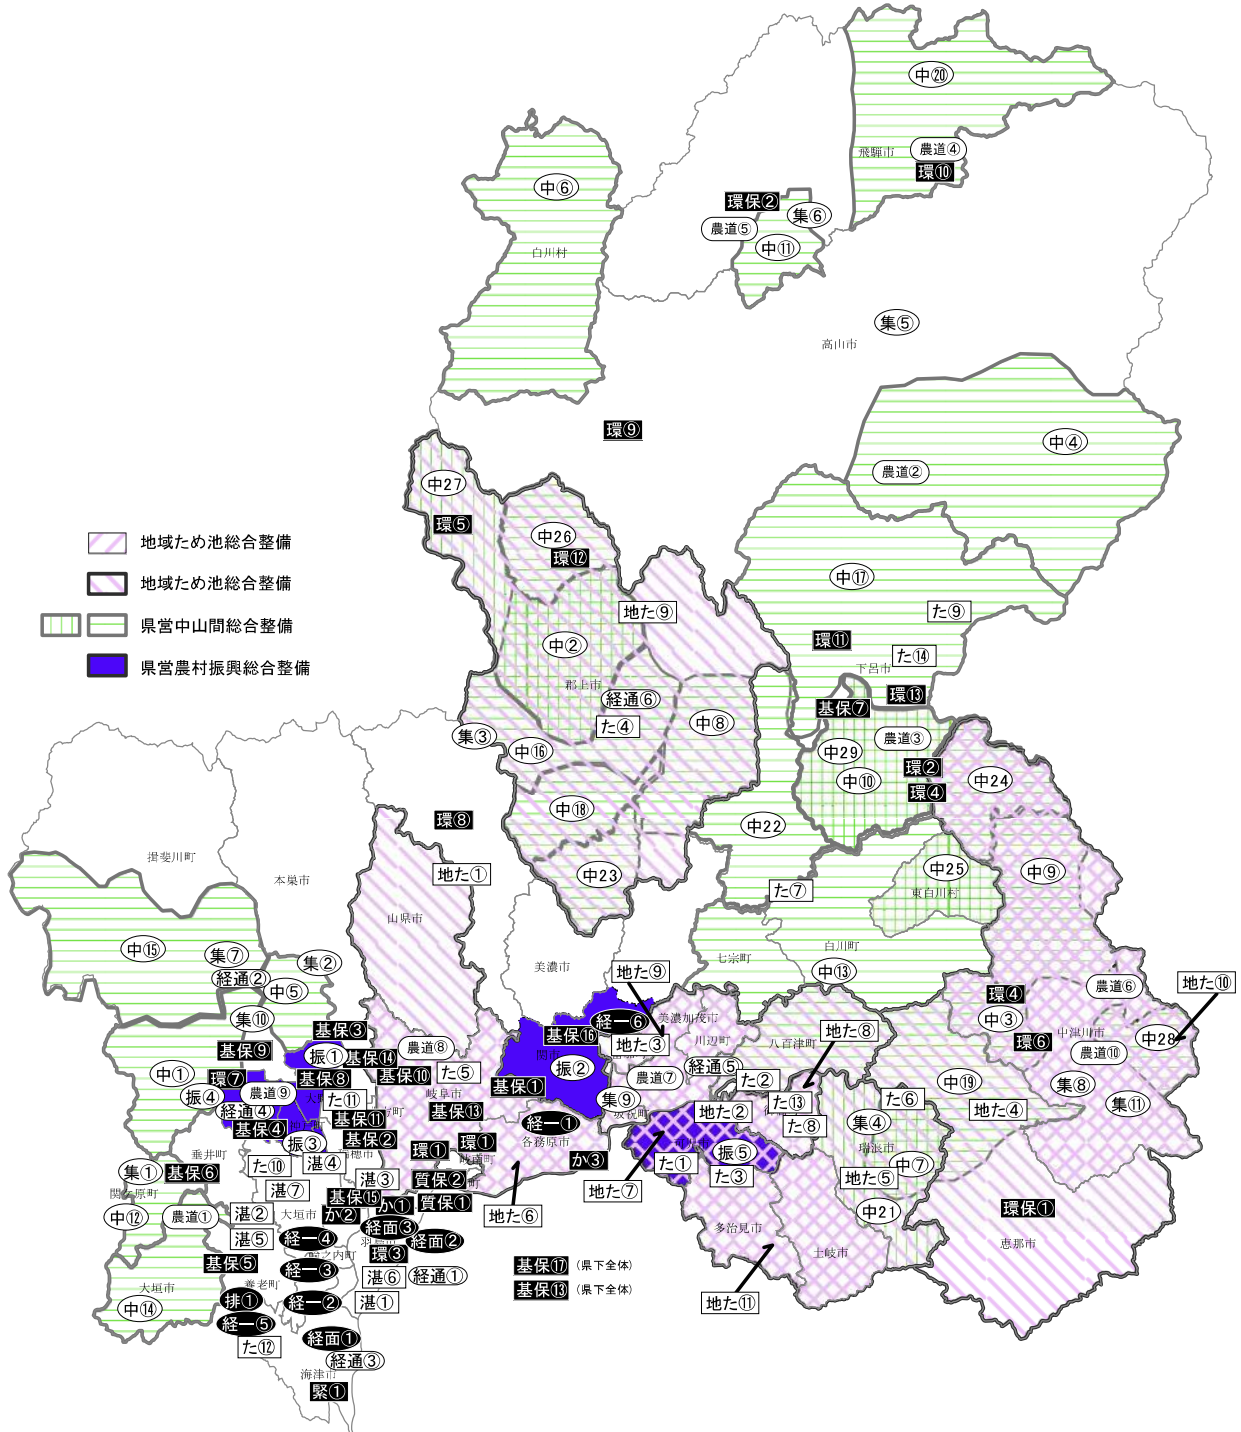 中⑳
農道④
飛騨市
環⑩
中⑥
環保②
集⑥
農道⑤
中⑪
白川村
集⑤
高山市
環⑨
中④
農道②
中27
環⑤
中26
環⑫
地域ため池総合整備
地域ため池総合整備
県営中山間総合整備
県営農村振興総合整備
中⑰
地た⑨
た⑨
中②
環⑪
た⑭
下呂市
郡上市
経通⑥
環⑬
基保⑦
た④
中⑧
集③
中⑯
農道③
中29
環②
中⑩
中24
環④
中⑱
環⑧
中22
揖斐川町
本巣市
地た①
中23
中25
中⑨
た⑦
東白川村
山県市
中⑮
集⑦
集②
経通②
中⑤
美濃市
七宗町
白川町
中⑬
地た⑨
地た⑩
農道⑥
環④
集⑩
基保③
経一⑥
美濃加茂市
中③
中津川市
基保⑯
地た③
川辺町
地た⑧
八百津町
環⑥
中28
基保⑨
振①
基保⑭
農道⑧
関市
農道⑩
中①
環⑦
基保⑧
基保⑩
た⑤
振②
農道⑦
経通⑤
た②
中⑲
集⑧
振④
農道⑨
た⑪
基保①
岐阜市
集⑨
た⑬
た⑥
集⑪
経通④
基保⑪
基保⑬
地た②
地た④
坂祝町
経一①
た⑧
集④
基保④
振③
基保②
環①
環①
各務原市
振⑤
瑞浪市
垂井町
湛④
た⑩
か③
た①
中⑦
集①
基保⑥
湛③
質保②
た③
地た⑤
湛⑦
地た⑦
関ケ原町
基保⑮
か①
質保①
地た⑥
中⑫
農道①
湛②
大垣市
か②
経面③
中21
環保①
湛⑤
経一④
経面②
多治見市
土岐市
恵那市
環③
基保⑤
経一③
湛⑥
経通①
基保⑰
(県下全体)
大垣市
養老町
基保⑬
(県下全体)
中⑭
排①
経一②
湛①
地た⑪
経一⑤
た⑫
経面①
経通③
海津市
緊①